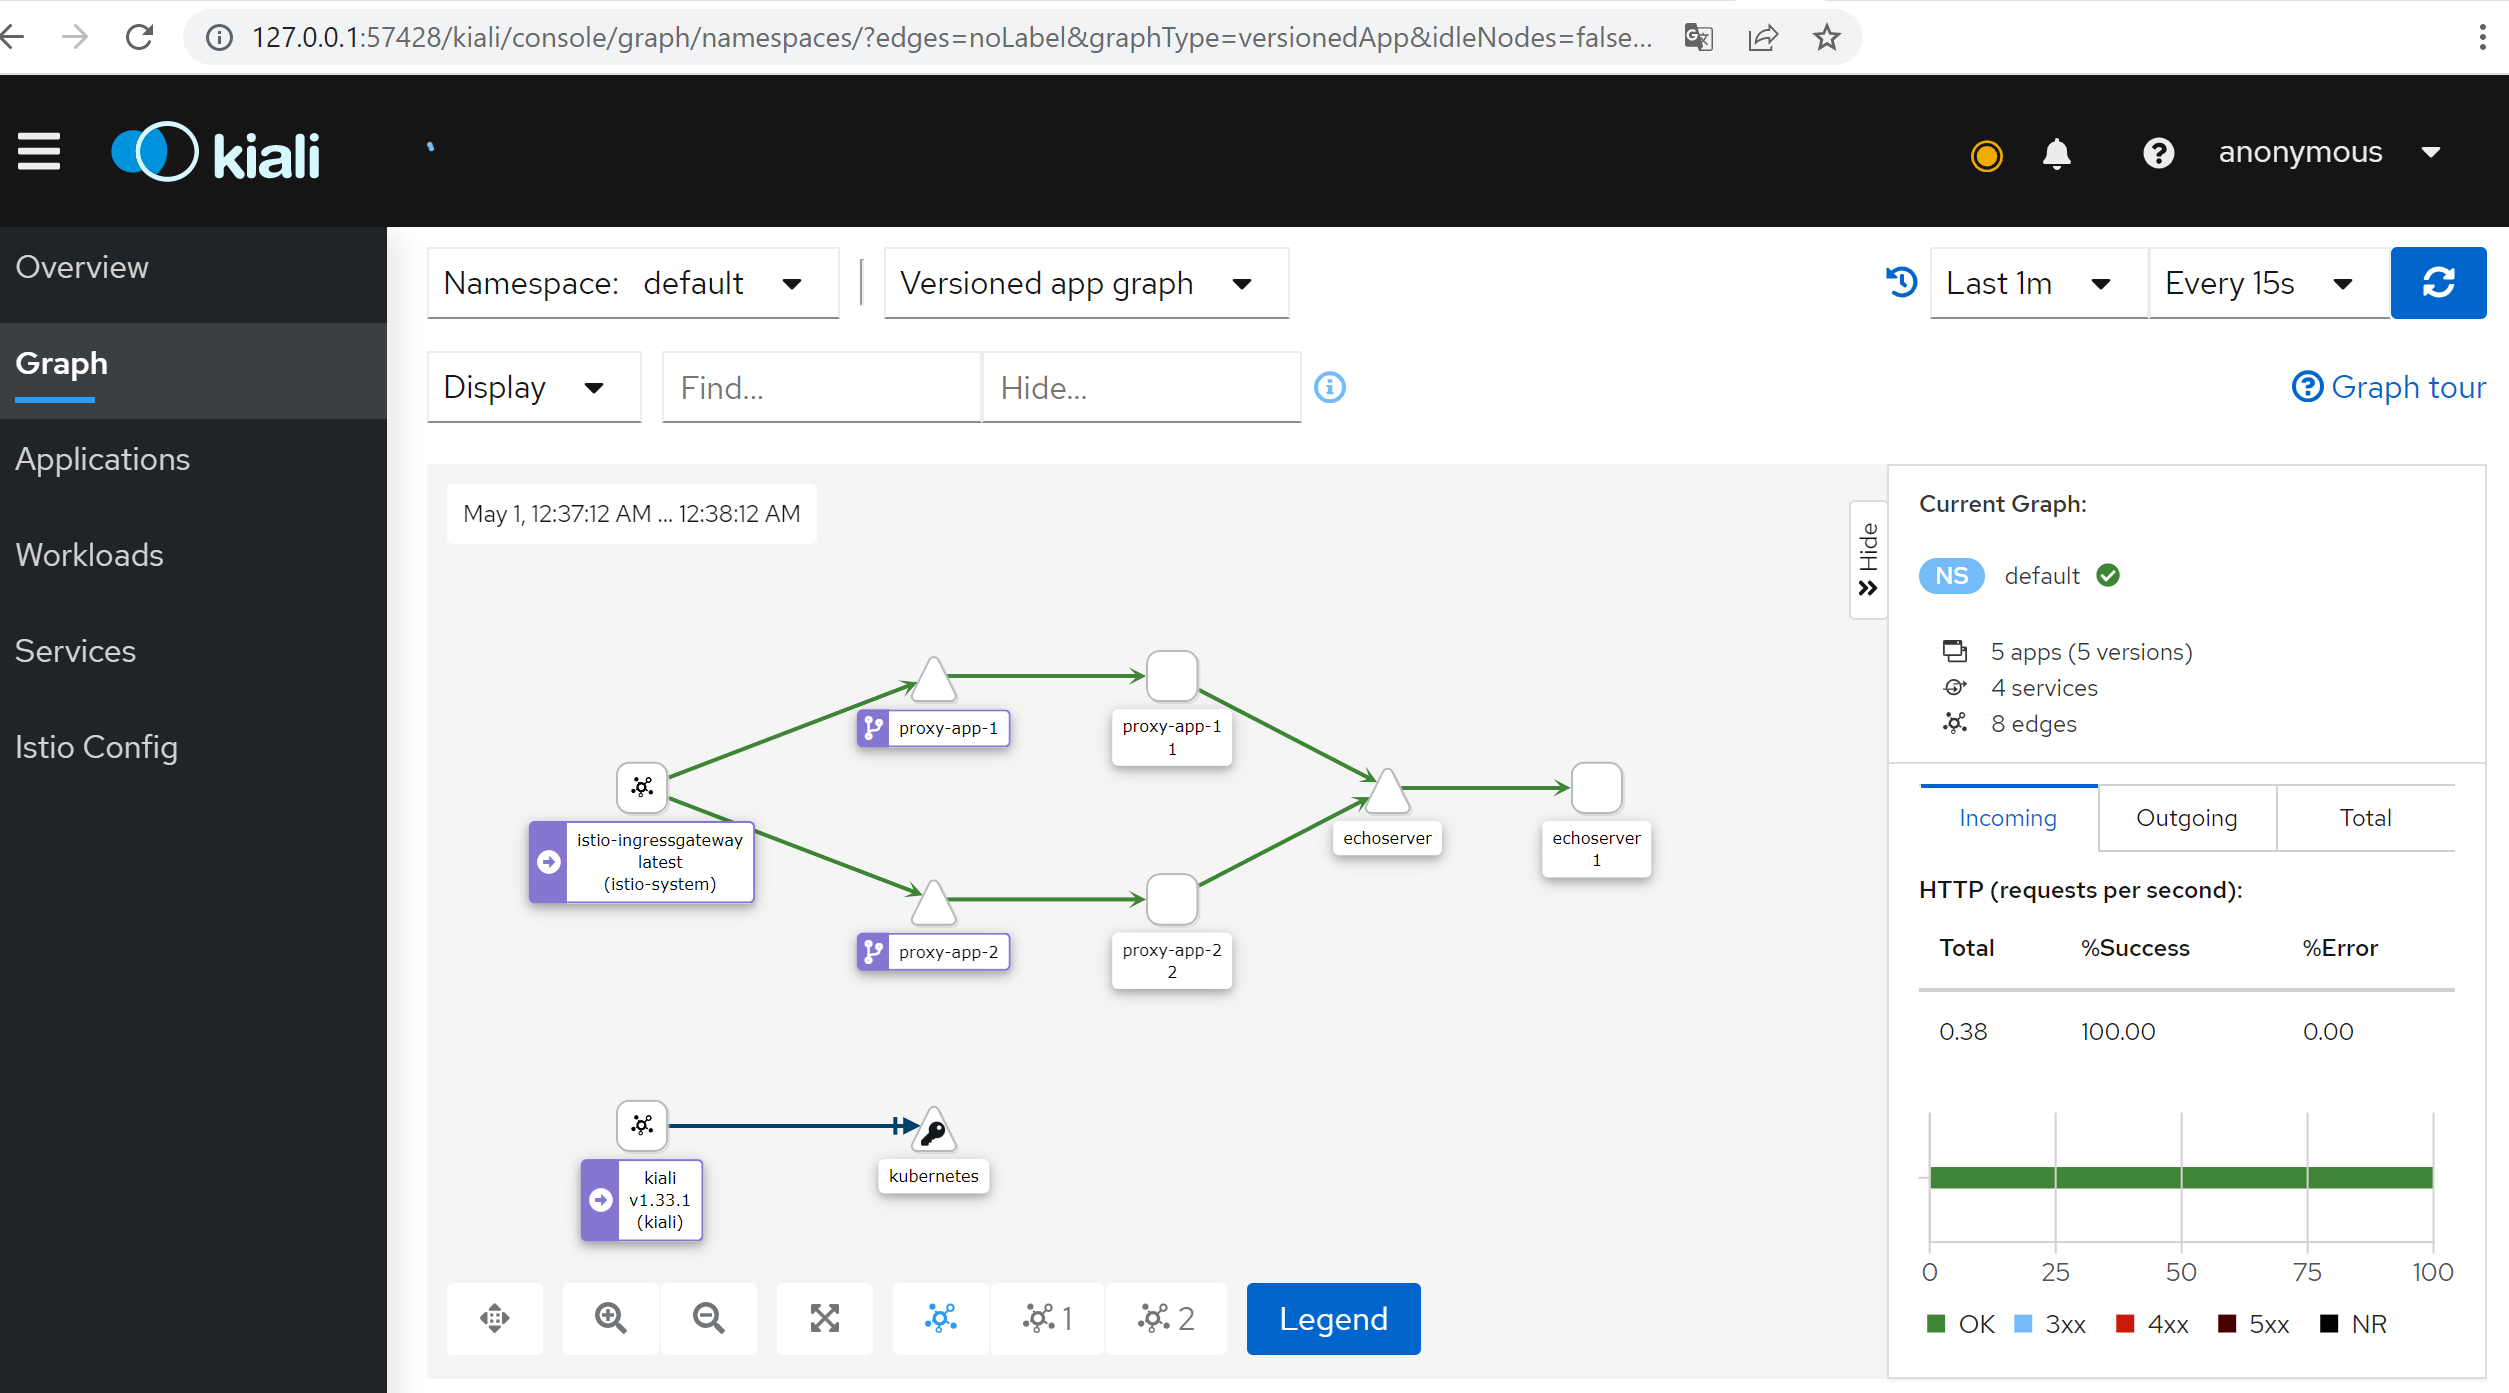 127.0.0.1:57428/kiali/console/graph/namespaces/?edges=noLabel&graphType=versionedApp&idleNodes=false...
kiali
anonymous
Overview
Graph
Applications
Workloads
Services
Istio Config
Namespace: default
Versioned app graph
Last 1m
Every 15s
Display
Find...
Hide...
Graph tour
May 1, 12:37:12 AM ... 12:38:12 AM
Hide
proxy-app-1
proxy-app-1
1
istio-ingressgateway
latest
(istio-system)
echoserver
echoserver
1
proxy-app-2
proxy-app-2
2
kiali
v1.33.1
(kiali)
kubernetes
1
2
Legend
Current Graph:
NS default
5 apps (5 versions)
4 services
8 edges
Incoming
Outgoing
Total
HTTP (requests per second):
Total %Success %Error
0.38 100.00 0.00
0 25 50 75 100
OK 3xx 4xx 5xx NR